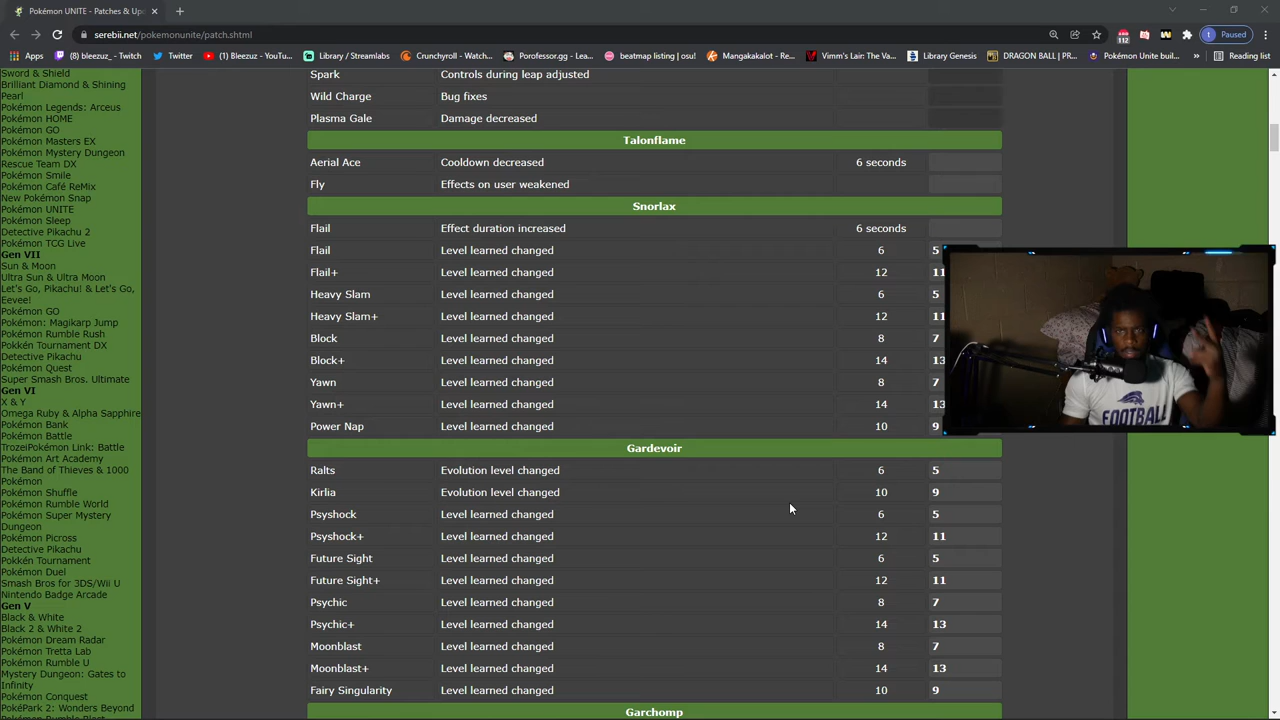 Pokémon UNITE - Patches & Up
serebii.net/pokemonunite/patch.shtml
112
Paused
Apps
(8) bleezuz_ - Twitch
Twitter
(1) Bleezuz - YouTu...
Library / Streamlabs
Crunchyroll - Watch...
Porofessor.gg - Lea...
beatmap listing | osu!
Mangakakalot - Re...
Vimm's Lair: The Va...
Library Genesis
DRAGON BALL | PR...
Pokémon Unite buil...
»
Reading list
Sword & Shield
Brilliant Diamond & Shining
Pearl
Pokémon Legends: Arceus
Pokémon HOME
Pokémon GO
Pokémon Masters EX
Pokémon Mystery Dungeon
Rescue Team DX
Pokémon Smile
Pokémon Café ReMix
New Pokémon Snap
Pokémon UNITE
Pokémon Sleep
Detective Pikachu 2
Pokémon TCG Live
Gen VII
Sun & Moon
Ultra Sun & Ultra Moon
Let's Go, Pikachu! & Let's Go,
Eevee!
Pokémon GO
Pokémon: Magikarp Jump
Pokémon Rumble Rush
Pokkén Tournament DX
Detective Pikachu
Pokémon Quest
Super Smash Bros. Ultimate
Gen VI
X & Y
Omega Ruby & Alpha Sapphire
Pokémon Bank
Pokémon Battle
TrozeiPokémon Link: Battle
Pokémon Art Academy
The Band of Thieves & 1000
Pokémon
Pokémon Shuffle
Pokémon Rumble World
Pokémon Super Mystery
Dungeon
Pokémon Picross
Detective Pikachu
Pokkén Tournament
Pokémon Duel
Smash Bros for 3DS/Wii U
Nintendo Badge Arcade
Gen V
Black & White
Black 2 & White 2
Pokémon Dream Radar
Pokémon Tretta Lab
Pokémon Rumble U
Mystery Dungeon: Gates to
Infinity
Pokémon Conquest
PokéPark 2: Wonders Beyond
Pokémon Rumble Blast
Spark Controls during leap adjusted
Wild Charge Bug fixes
Plasma Gale Damage decreased
Talonflame
Aerial Ace Cooldown decreased 6 seconds
Fly Effects on user weakened
Snorlax
Flail Effect duration increased 6 seconds
Flail Level learned changed 6 5
Flail+ Level learned changed 12 11
Heavy Slam Level learned changed 6 5
Heavy Slam+ Level learned changed 12 11
Block Level learned changed 8 7
Block+ Level learned changed 14 13
Yawn Level learned changed 8 7
Yawn+ Level learned changed 14 13
Power Nap Level learned changed 10 9
Gardevoir
Ralts Evolution level changed 6 5
Kirlia Evolution level changed 10 9
Psyshock Level learned changed 6 5
Psyshock+ Level learned changed 12 11
Future Sight Level learned changed 6 5
Future Sight+ Level learned changed 12 11
Psychic Level learned changed 8 7
Psychic+ Level learned changed 14 13
Moonblast Level learned changed 8 7
Moonblast+ Level learned changed 14 13
Fairy Singularity Level learned changed 10 9
Garchomp
FOOTBALL